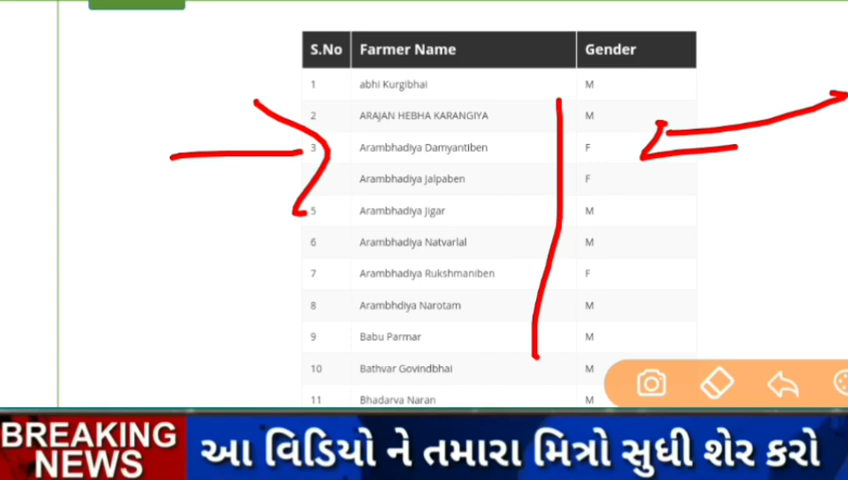 S.No Farmer Name Gender
1 abhi Kurgibhai M
2 ARAJAN HEBHA KARANGIYA M
3 Arambhadiya Damyantiben F
Arambhadiya Jalpaben F
5 Arambhadiya Jigar M
6 Arambhadiya Natvarlal M
7 Arambhadiya Rukshmaniben F
8 Arambhdiya Narotam M
9 Babu Parmar M
10 Bathvar Govindbhai M
11 Bhadarva Naran M
BREAKING NEWS
આ વિડિયો ને તમારા મિત્રો સુધી શેર કરો